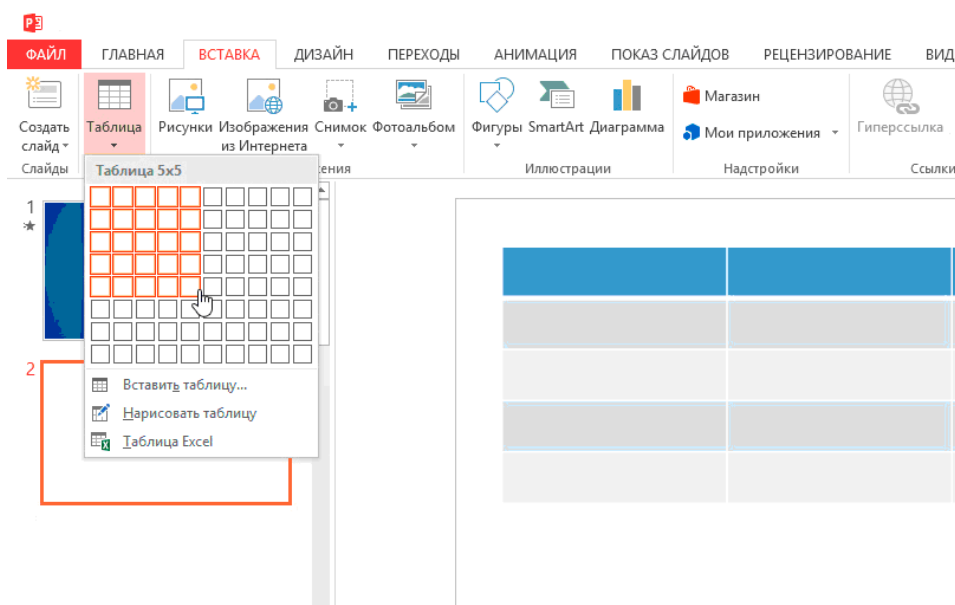 ФАЙЛ ГЛАВНАЯ ВСТАВКА ДИЗАЙН ПЕРЕХОДЫ АНИМАЦИЯ ПОКАЗ СЛАЙДОВ РЕЦЕНЗИРОВАНИЕ ВИД
Создать слайд
Таблица
Рисунки
Изображения из Интернета
Снимок
Фотоальбом
Фигуры
SmartArt
Диаграмма
Магазин
Мои приложения
Гиперссылка
Слайды
ения
Иллюстрации
Надстройки
Ссылки
Таблица 5x5
Вставить таблицу...
Нарисовать таблицу
Таблица Excel
1
2